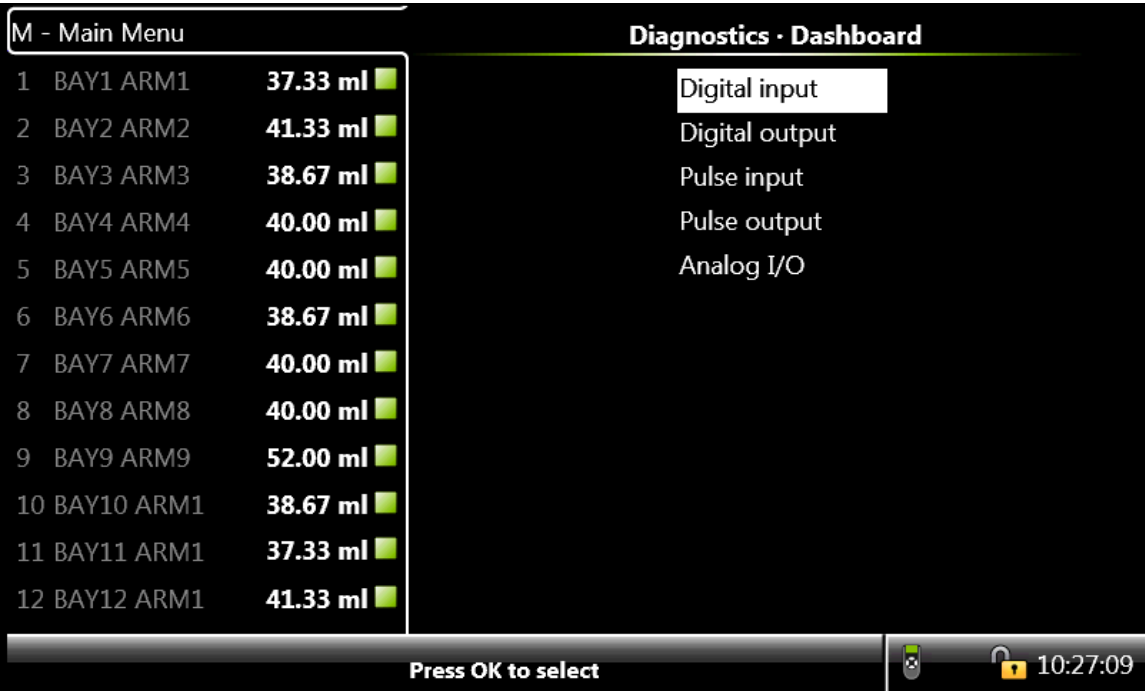 M - Main Menu
1 BAY1 ARM1 37.33 ml
2 BAY2 ARM2 41.33 ml
3 BAY3 ARM3 38.67 ml
4 BAY4 ARM4 40.00 ml
5 BAY5 ARM5 40.00 ml
6 BAY6 ARM6 38.67 ml
7 BAY7 ARM7 40.00 ml
8 BAY8 ARM8 40.00 ml
9 BAY9 ARM9 52.00 ml
10 BAY10 ARM1 38.67 ml
11 BAY11 ARM1 37.33 ml
12 BAY12 ARM1 41.33 ml
Diagnostics · Dashboard
Digital input
Digital output
Pulse input
Pulse output
Analog I/O
Press OK to select
10:27:09